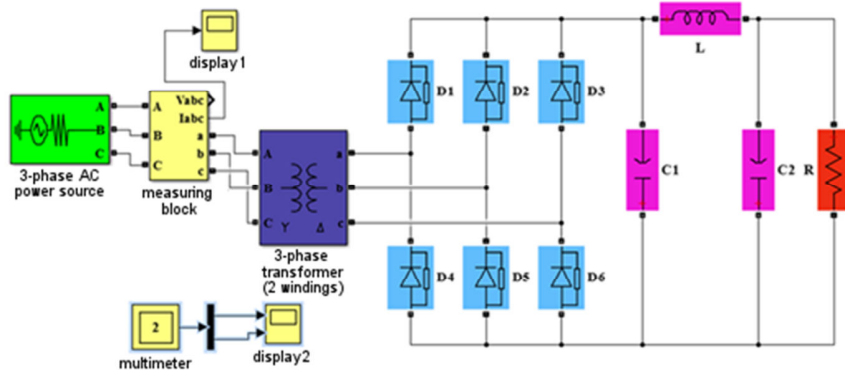 display1
A
B
C
3-phase AC
power source
A
B
C
Vabc
Iabc
a
b
c
measuring
block
A
B
C
a
b
c
Y
Δ
3-phase
transformer
(2 windings)
D1
D2
D3
D4
D5
D6
L
C1
C2
R
2
multimeter
display2